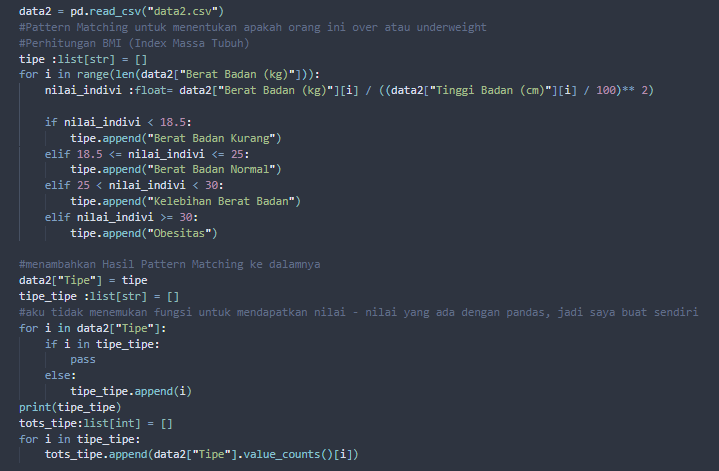 data2 = pd.read_csv("data2.csv")
#Pattern Matching untuk menentukan apakah orang ini over atau underweight
#Perhitungan BMI (Index Massa Tubuh)
tipe :list[str] = []
for i in range(len(data2["Berat Badan (kg)"])):
    nilai_indivi :float= data2["Berat Badan (kg)"][i] / ((data2["Tinggi Badan (cm)"][i] / 100)** 2)
    if nilai_indivi < 18.5:
        tipe.append("Berat Badan Kurang")
    elif 18.5 <= nilai_indivi <= 25:
        tipe.append("Berat Badan Normal")
    elif 25 < nilai_indivi < 30:
        tipe.append("Kelebihan Berat Badan")
    elif nilai_indivi >= 30:
        tipe.append("Obesitas")
#menambahkan Hasil Pattern Matching ke dalamnya
data2["Tipe"] = tipe
tipe_tipe :list[str] = []
#aku tidak menemukan fungsi untuk mendapatkan nilai - nilai yang ada dengan pandas, jadi saya buat sendiri
for i in data2["Tipe"]:
    if i in tipe_tipe:
        pass
    else:
        tipe_tipe.append(i)
print(tipe_tipe)
tots_tipe:list[int] = []
for i in tipe_tipe:
    tots_tipe.append(data2["Tipe"].value_counts()[i])